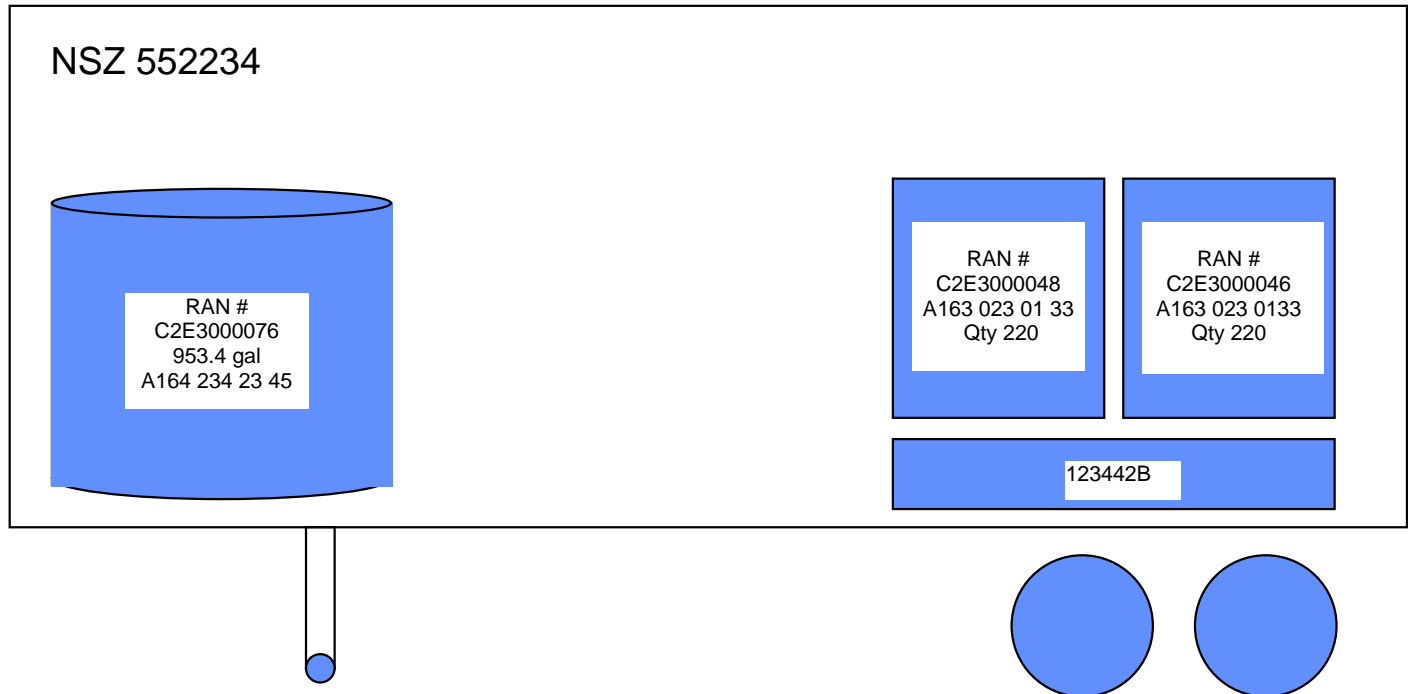 NSZ 552234
RAN #
C2E3000076
953.4 gal
A164 234 23 45
RAN #
C2E3000048
A163 023 01 33
Qty 220
RAN #
C2E3000046
A163 023 0133
Qty 220
123442B